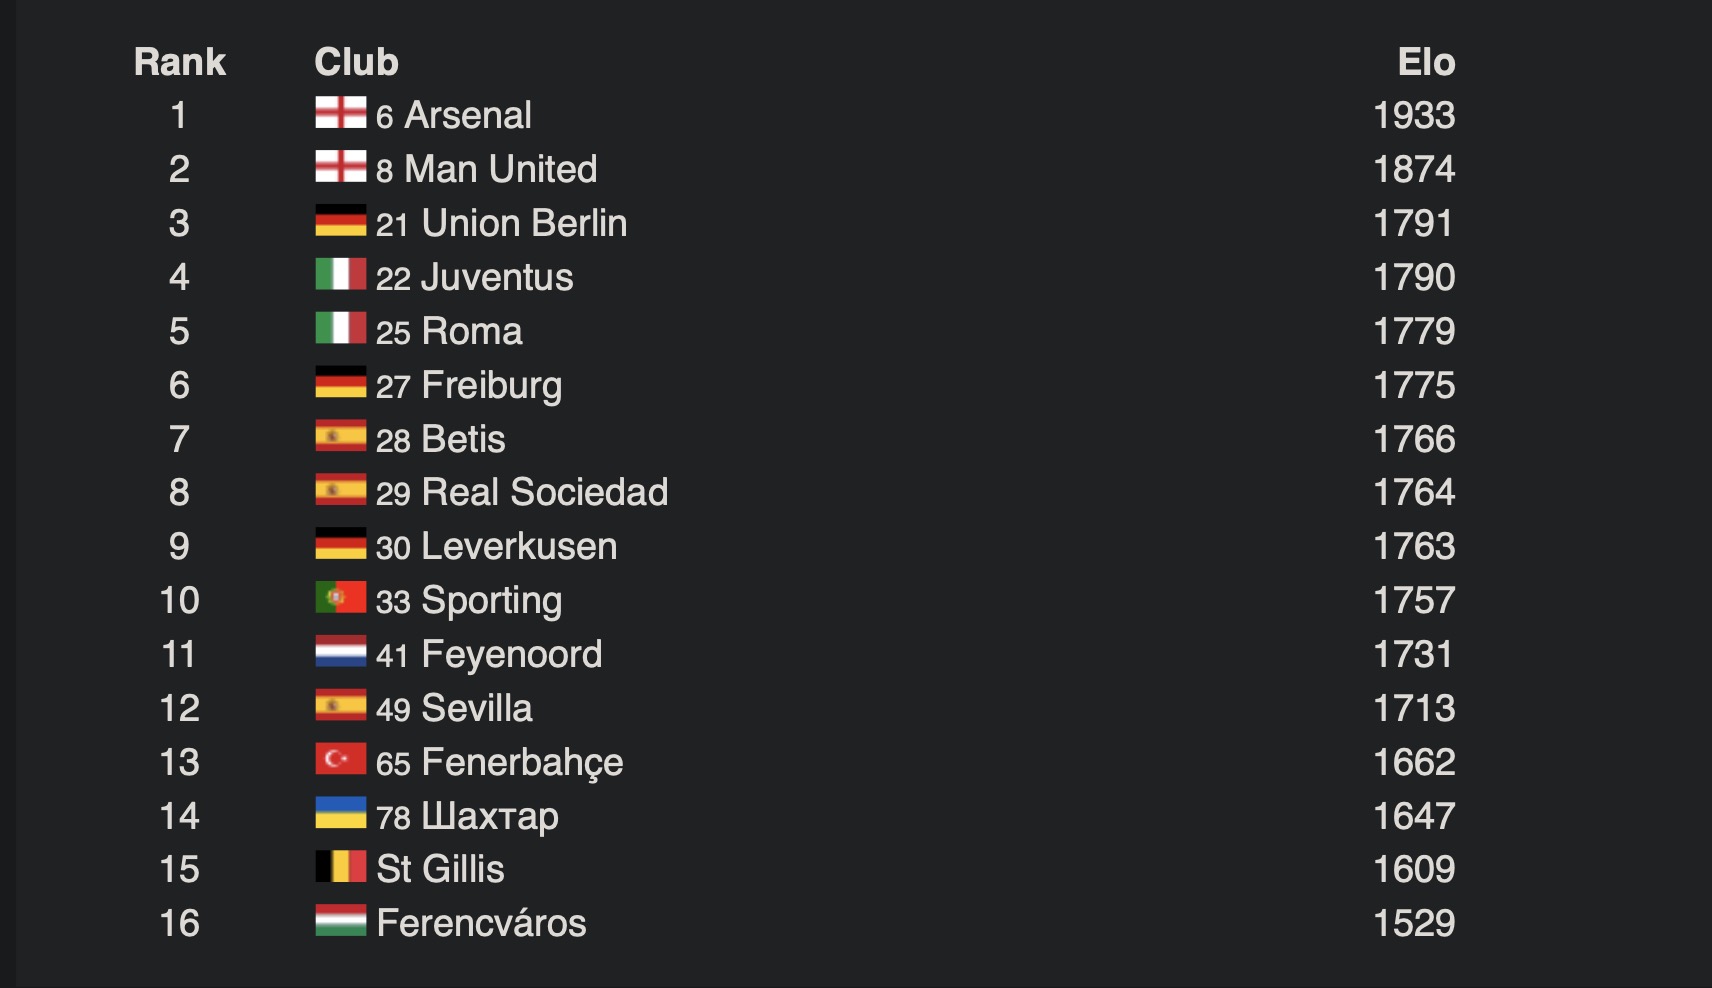 Rank Club Elo
1 6 Arsenal 1933
2 8 Man United 1874
3 21 Union Berlin 1791
4 22 Juventus 1790
5 25 Roma 1779
6 27 Freiburg 1775
7 28 Betis 1766
8 29 Real Sociedad 1764
9 30 Leverkusen 1763
10 33 Sporting 1757
11 41 Feyenoord 1731
12 49 Sevilla 1713
13 65 Fenerbahçe 1662
14 78 Шахтар 1647
15 St Gillis 1609
16 Ferencváros 1529